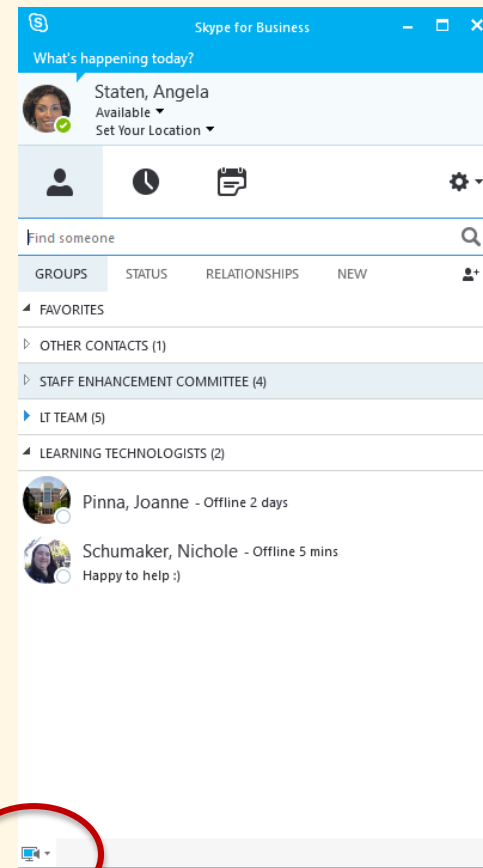 Skype for Business
What's happening today?
Staten, Angela
Available
Set Your Location
Find someone
GROUPS STATUS RELATIONSHIPS NEW
FAVORITES
OTHER CONTACTS (1)
STAFF ENHANCEMENT COMMITTEE (4)
LT TEAM (5)
LEARNING TECHNOLOGISTS (2)
Pinna, Joanne - Offline 2 days
Schumaker, Nichole - Offline 5 mins
Happy to help :)